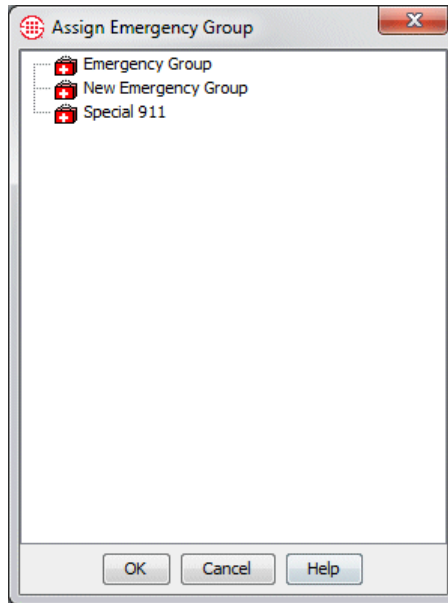 Assign Emergency Group
Emergency Group
New Emergency Group
Special 911
OK Cancel Help